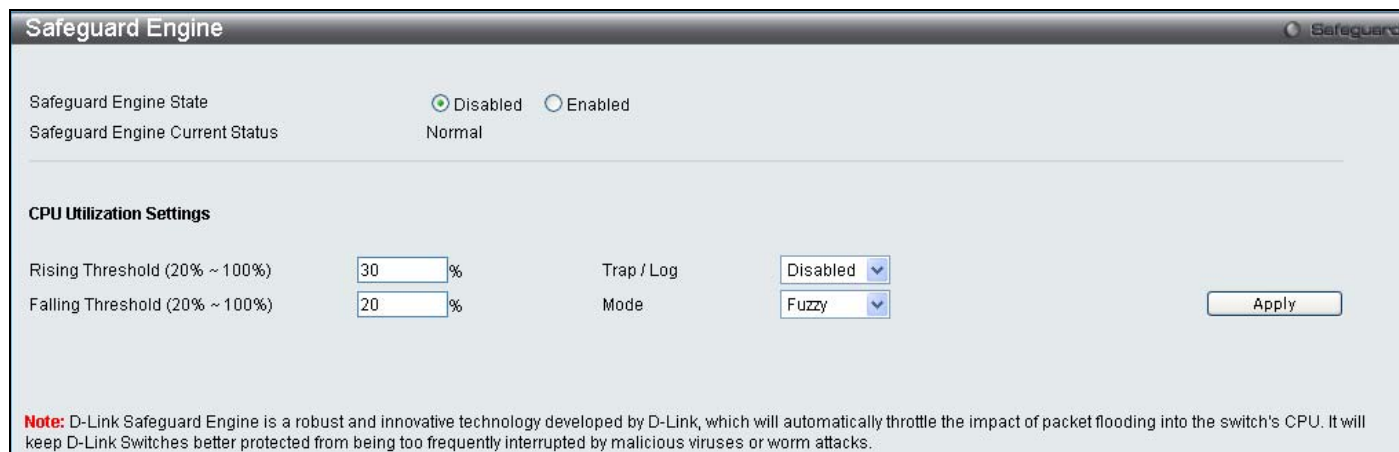 Safeguard Engine
Safeguard
Safeguard Engine State Disabled Enabled
Safeguard Engine Current Status Normal
CPU Utilization Settings
Rising Threshold (20% ~ 100%) 30 % Trap / Log Disabled
Falling Threshold (20% ~ 100%) 20 % Mode Fuzzy Apply
Note: D-Link Safeguard Engine is a robust and innovative technology developed by D-Link, which will automatically throttle the impact of packet flooding into the switch's CPU. It will
keep D-Link Switches better protected from being too frequently interrupted by malicious viruses or worm attacks.